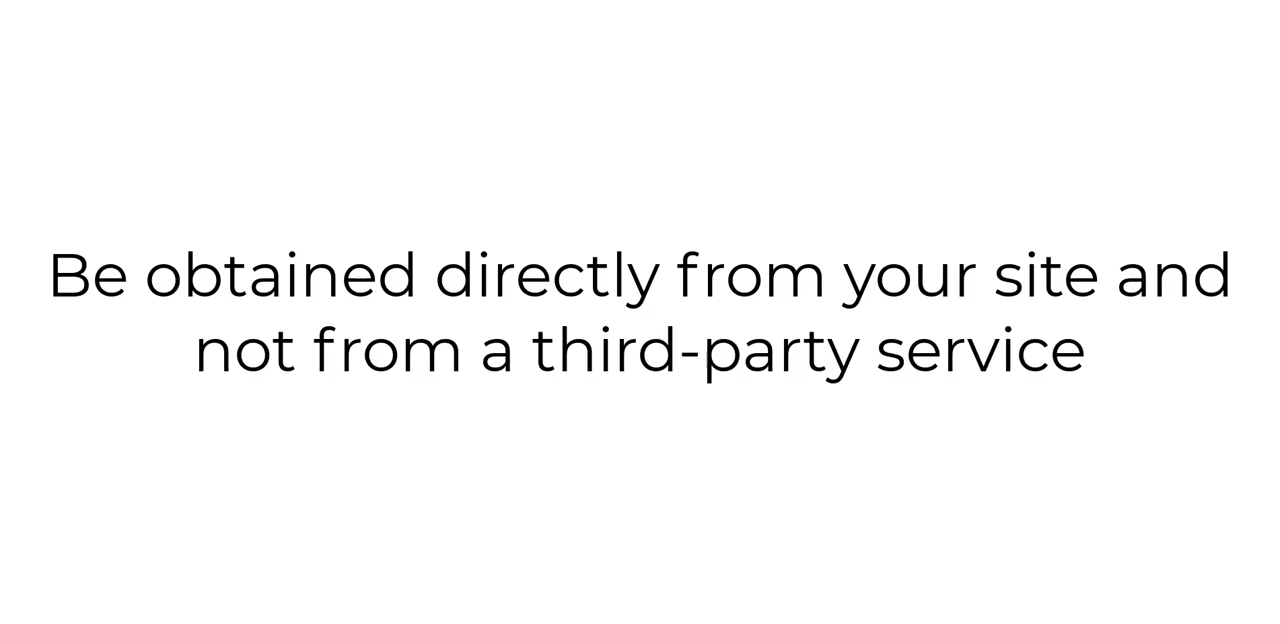 Be obtained directly from your site and
not from a third-party service